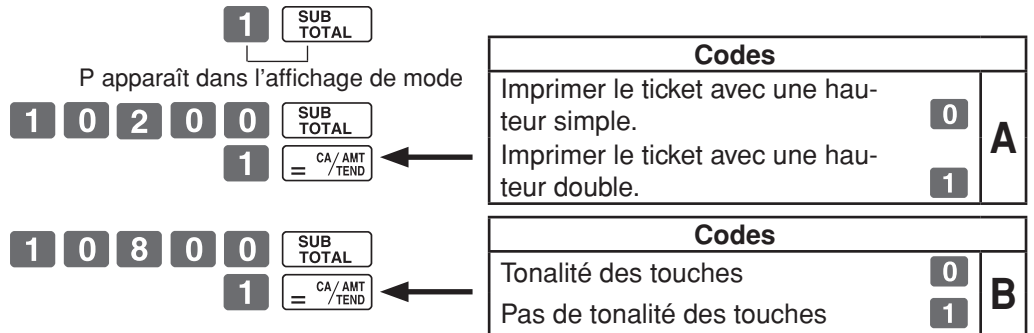 1 SUB TOTAL
P apparaît dans l'affichage de mode
1 0 2 0 0 SUB TOTAL
1 = CA/AMT/TEND
Codes
Imprimer le ticket avec une hau-
teur simple. 0
Imprimer le ticket avec une hau-
teur double. 1
A
1 0 8 0 0 SUB TOTAL
1 = CA/AMT/TEND
Codes
Tonalité des touches 0
Pas de tonalité des touches 1
B